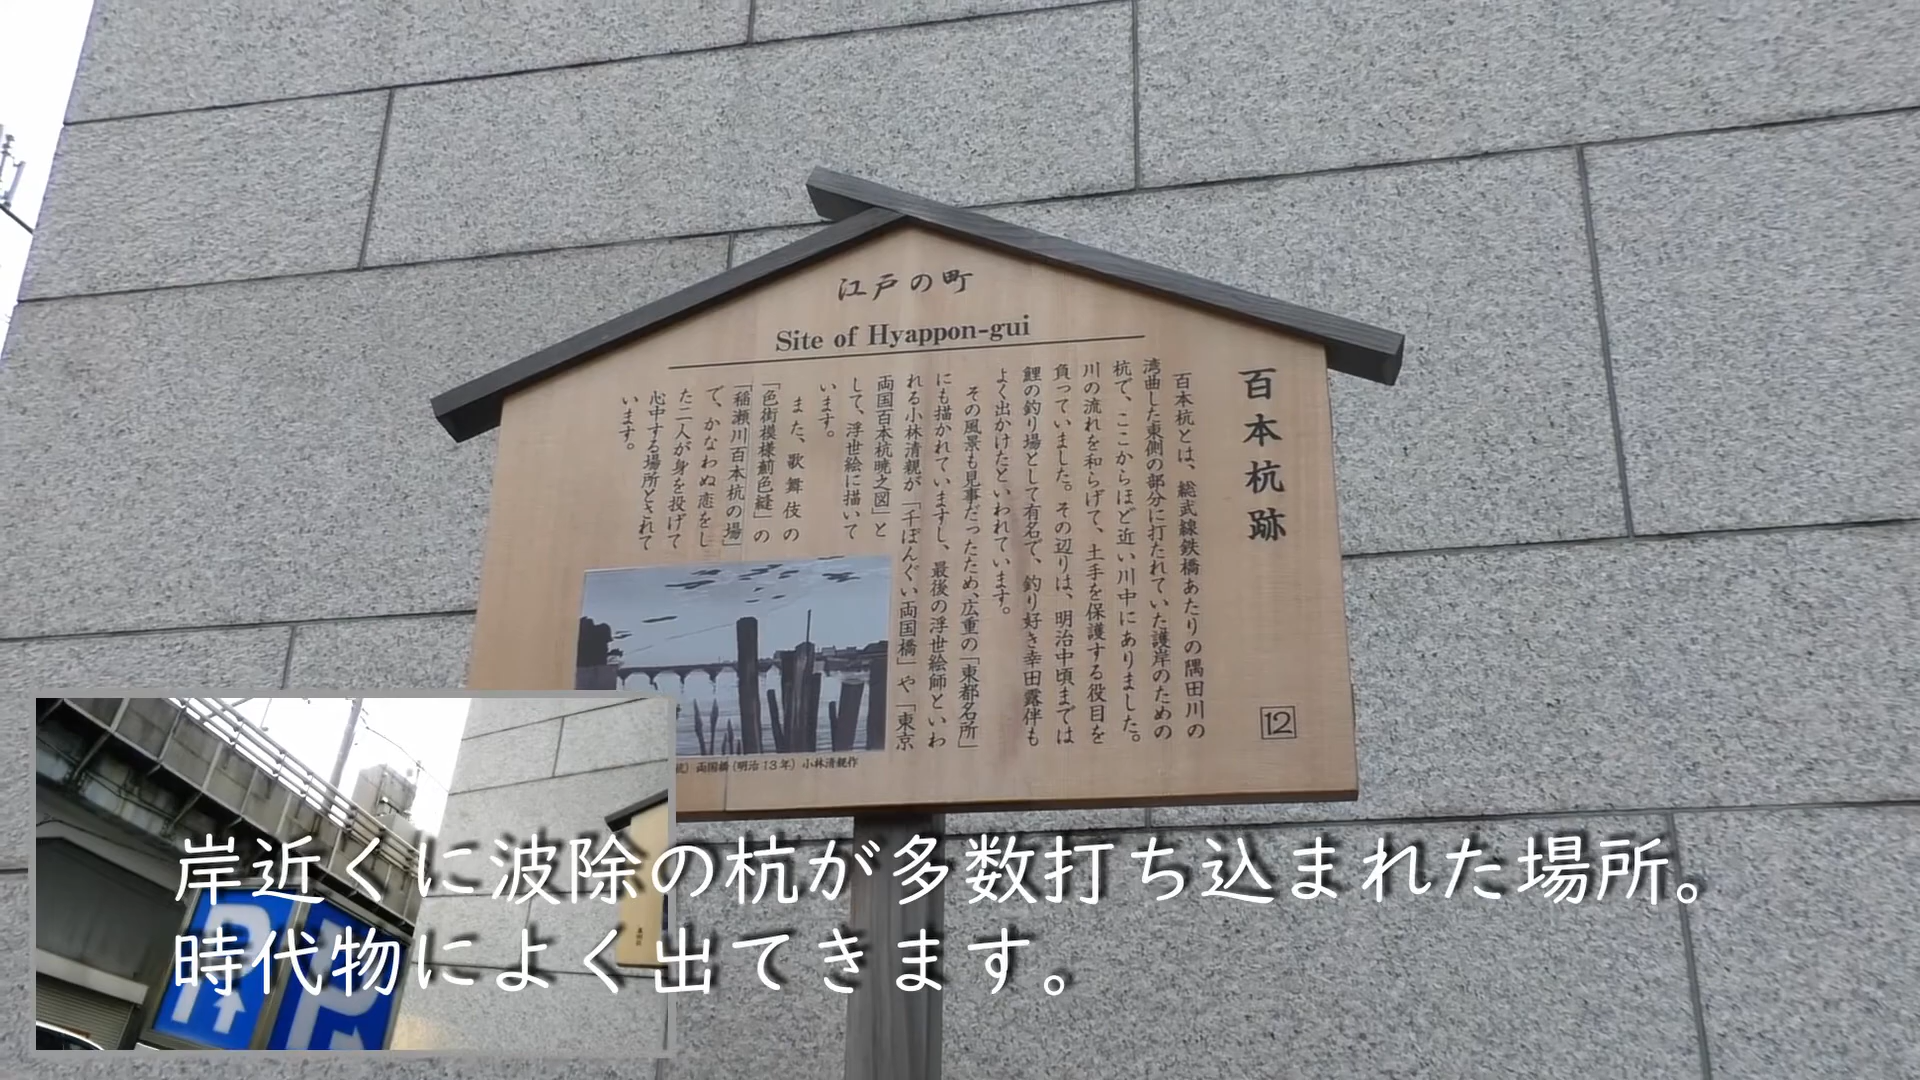 江戸の町
Site of Hyappon-gui
百本杭跡
百本杭とは、総武線鉄橋あたりの隅田川の
湾曲した東側の部分に打たれていた護岸のための
杭で、ここからほど近い川中にありました。
川の流れを和らげて、土手を保護する役目を
負っていました。その辺りは、明治中頃までは
鯉の釣り場として有名で、釣り好き幸田露伴も
よく出かけたといわれています。
その風景も見事だったため、広重の「東都名所」
にも描かれていますし、最後の浮世絵師といわ
れる小林清親が「千ぼんぐい両国橋」や「東京
両国百本杭暁之図」と
して、浮世絵に描いて
います。
また、歌舞伎の
「色街模様薊色縫」の
「稲瀬川百本杭の場」
で、かなわぬ恋をし
た二人が身を投げて
心中する場所とされて
います。
12
両国橋(明治13年) 小林清親作
P
P
岸近くに波除の杭が多数打ち込まれた場所。
時代物によく出てきます。